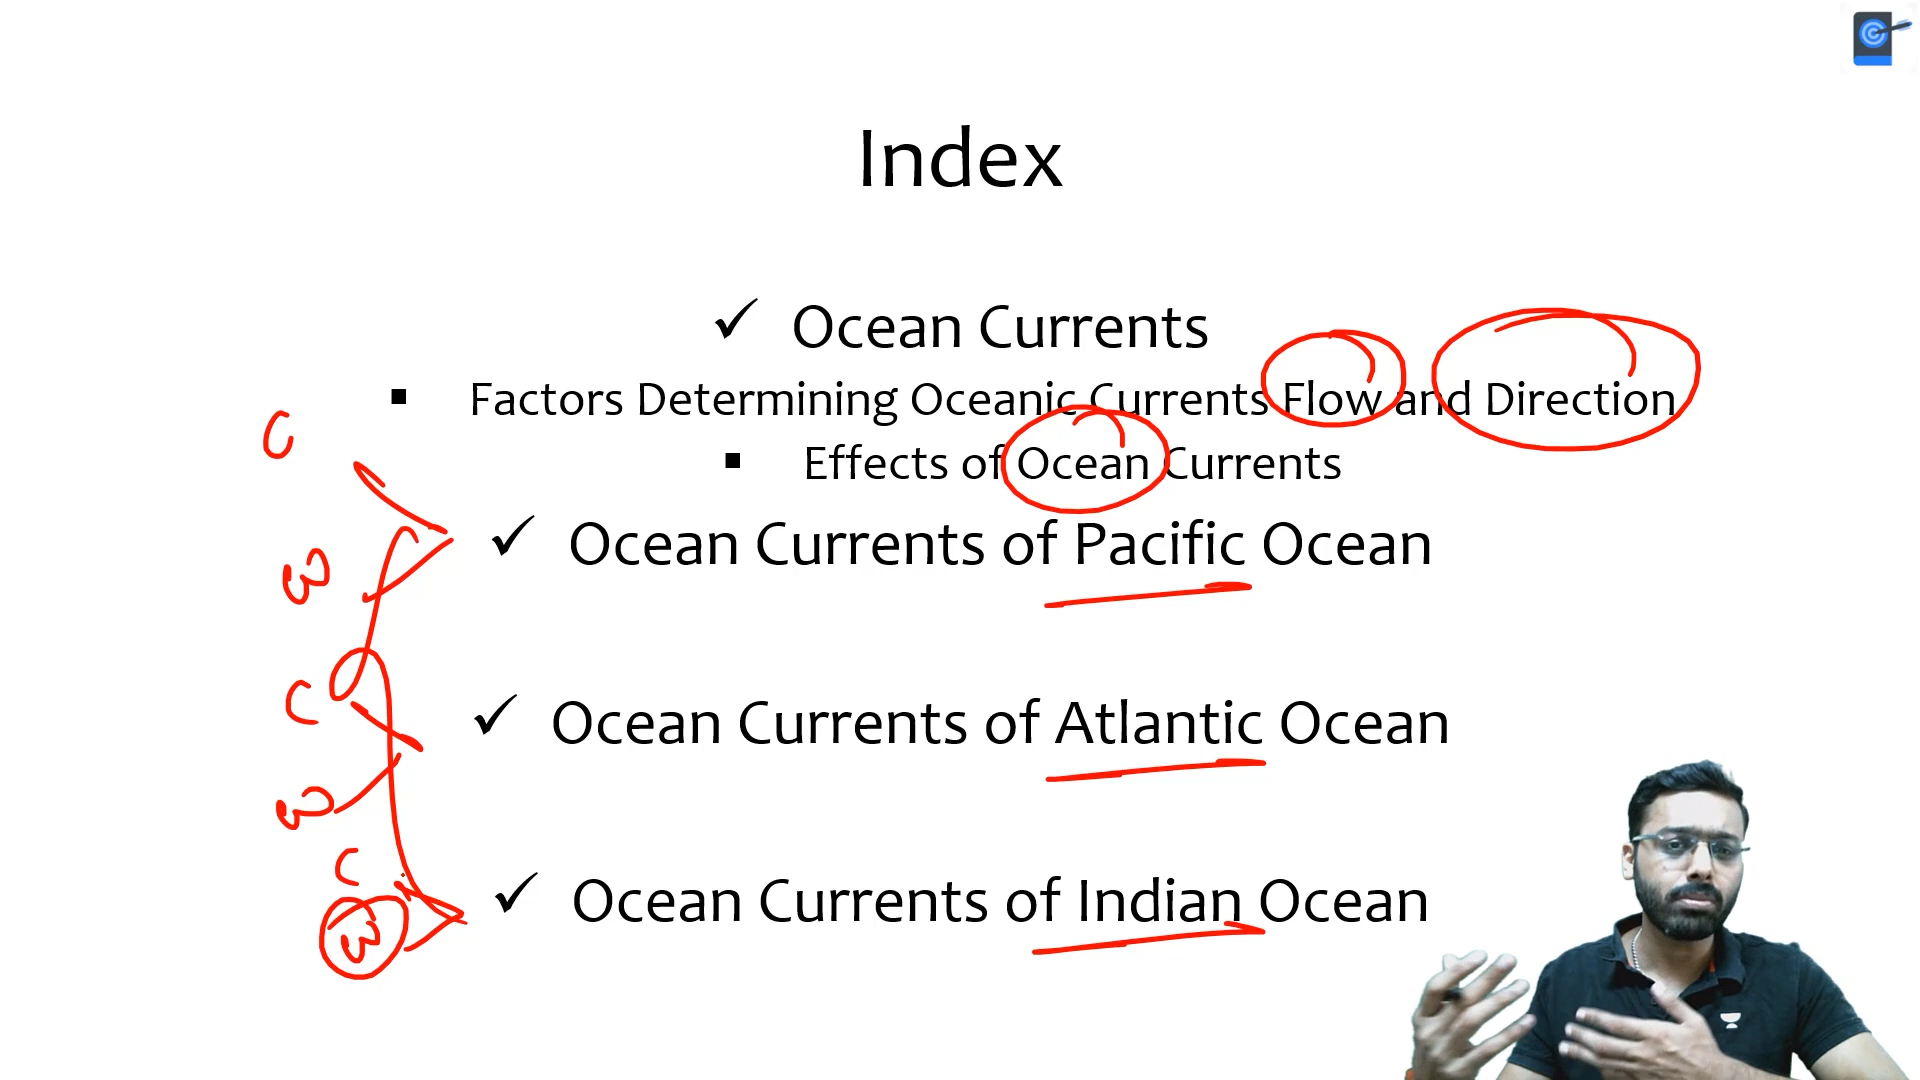 Index
✓ Ocean Currents
▪ Factors Determining Oceanic Currents Flow and Direction
C
▪ Effects of Ocean Currents
✓ Ocean Currents of Pacific Ocean
W
C
✓ Ocean Currents of Atlantic Ocean
W
C
✓ Ocean Currents of Indian Ocean
W